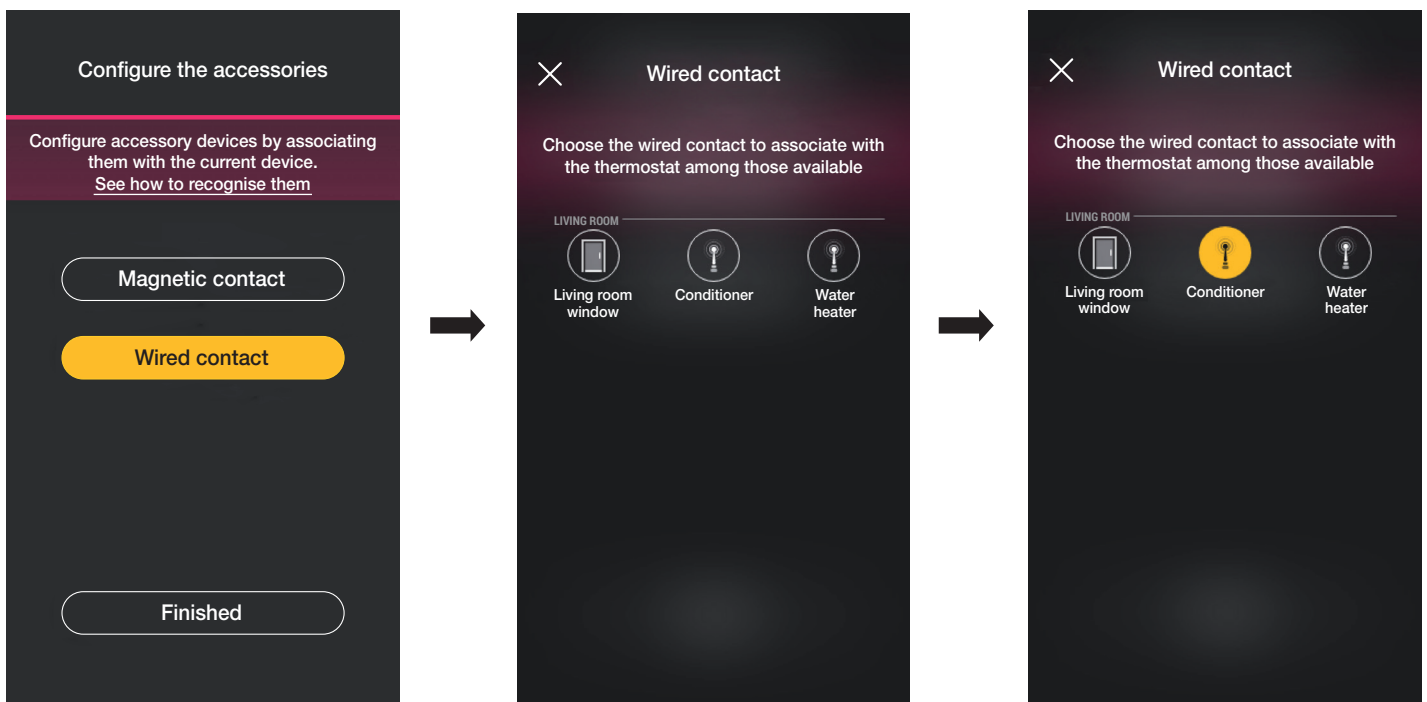 Configure the accessories
Configure accessory devices by associating
them with the current device.
See how to recognise them
Magnetic contact
Wired contact
Finished
Wired contact
Choose the wired contact to associate with
the thermostat among those available
LIVING ROOM
Living room
window
Conditioner
Water
heater
Wired contact
Choose the wired contact to associate with
the thermostat among those available
LIVING ROOM
Living room
window
Conditioner
Water
heater